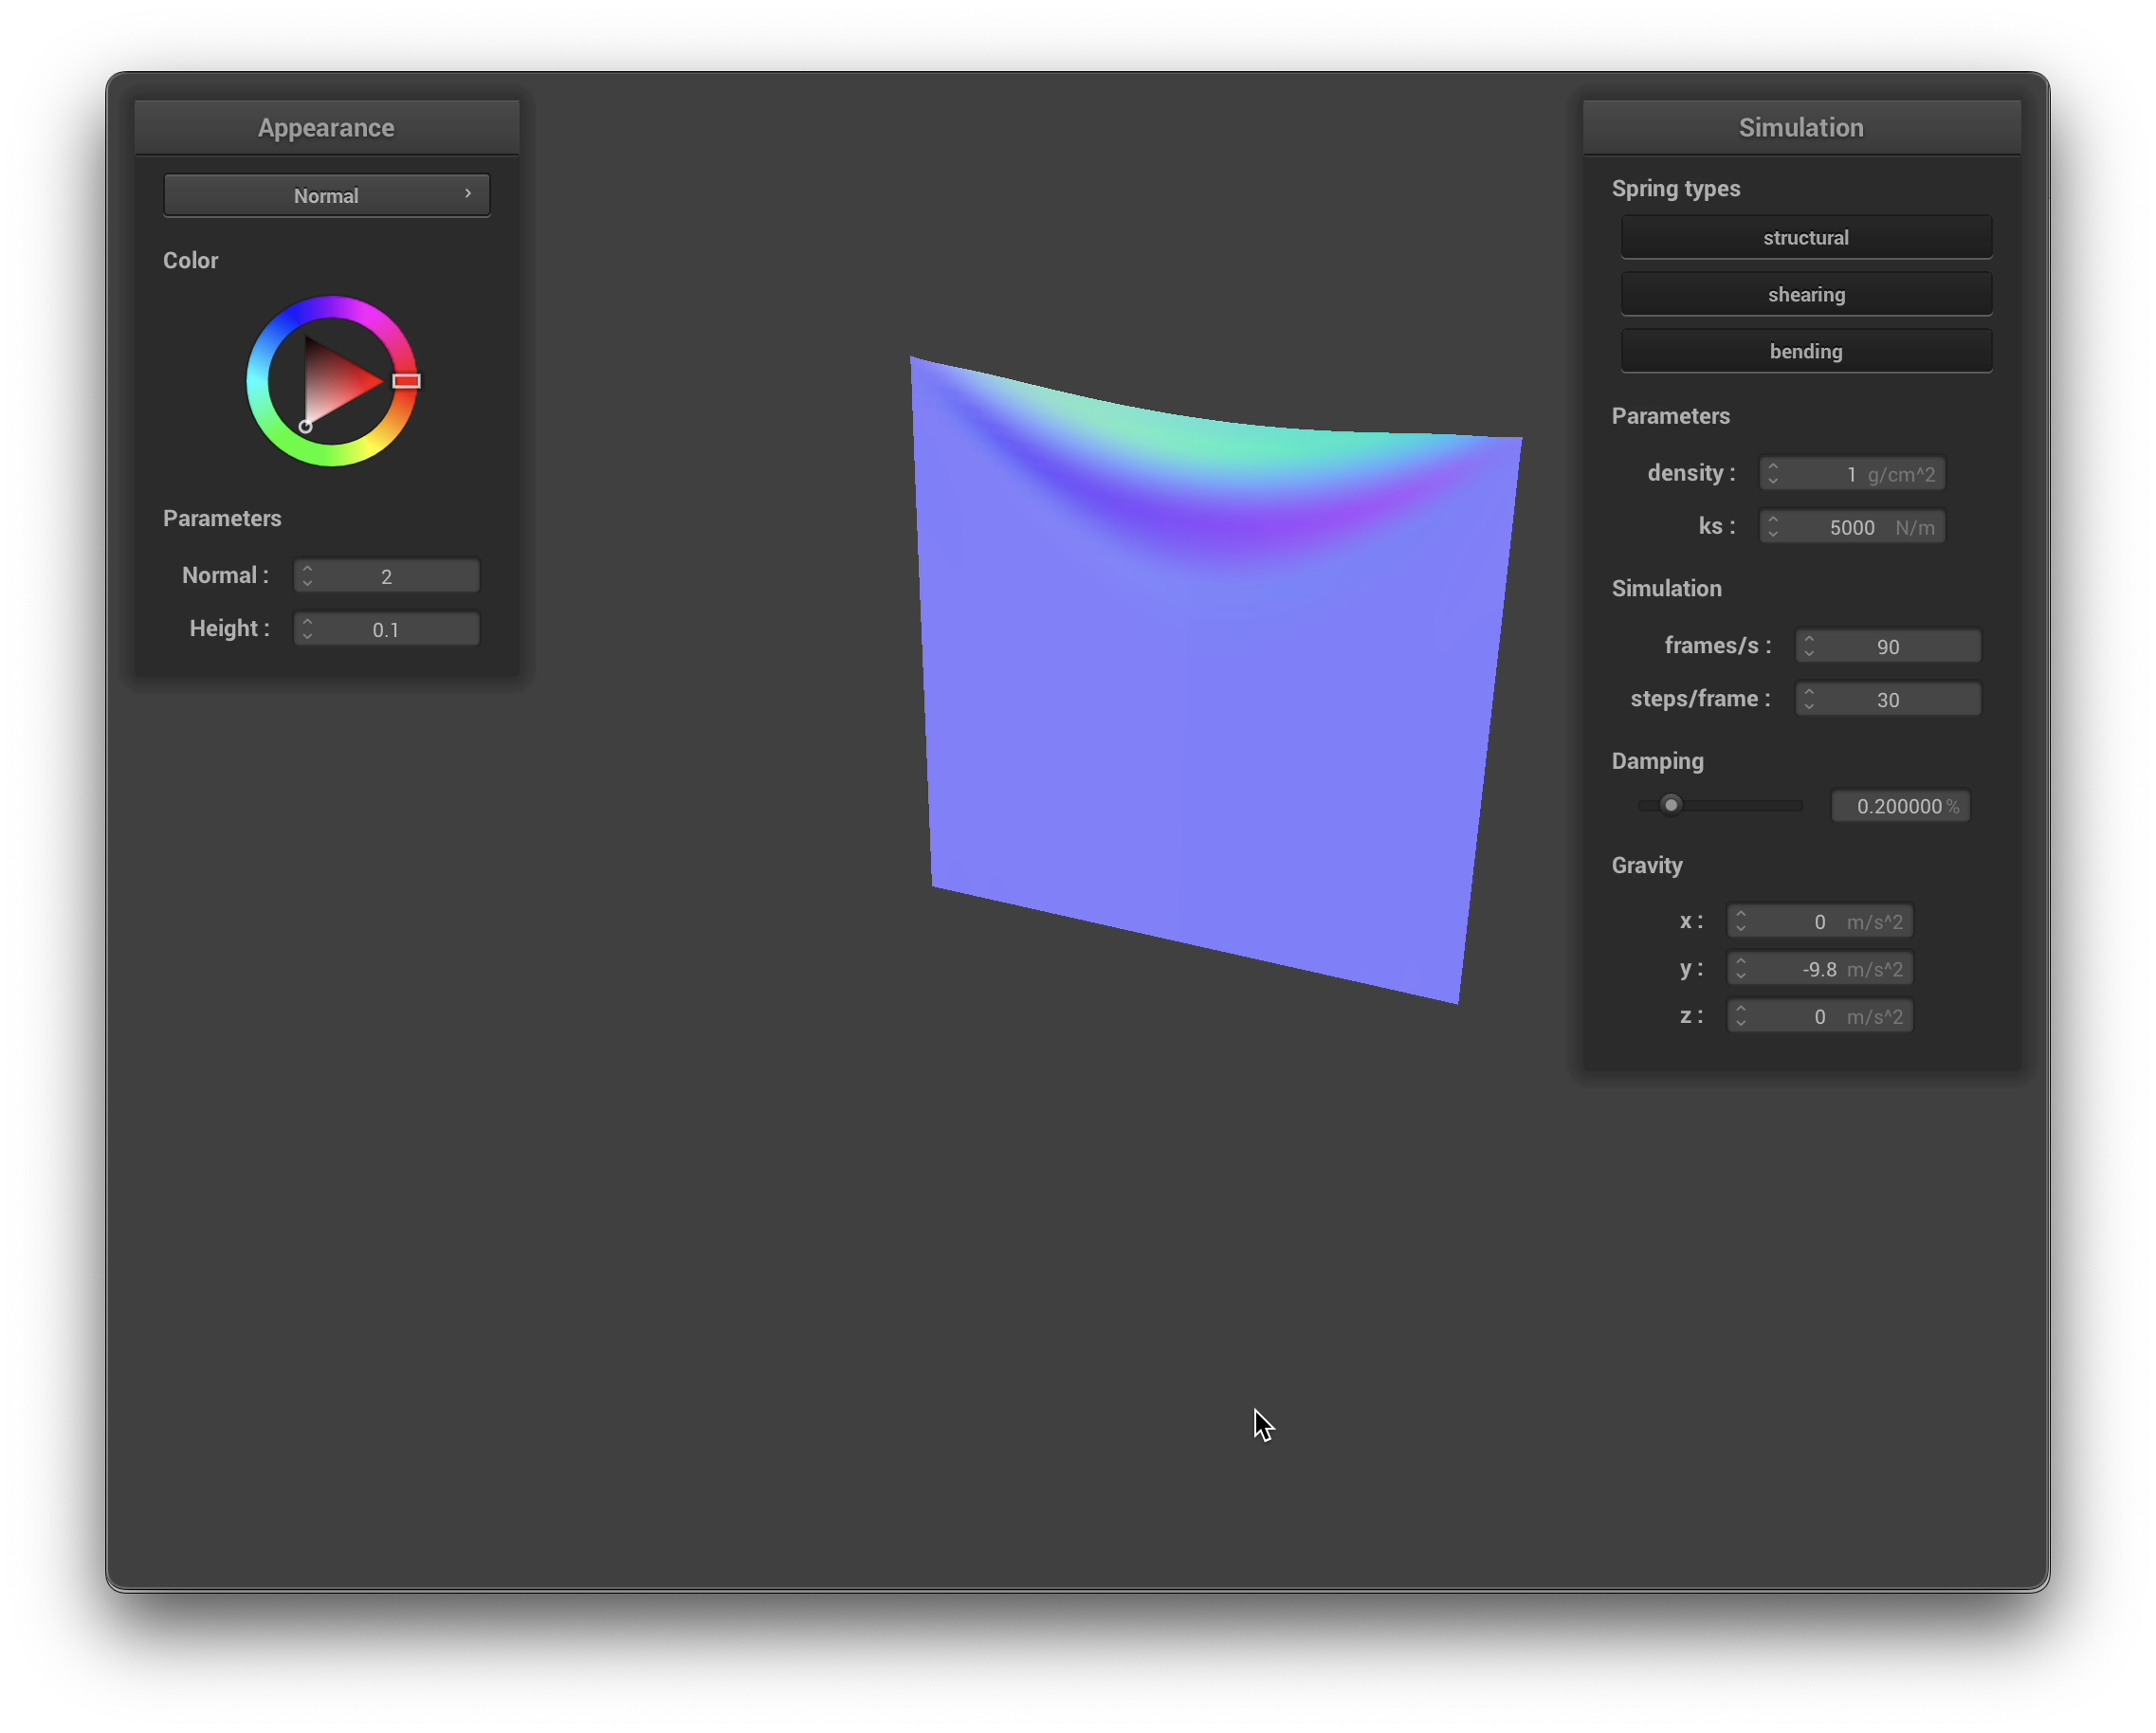 Appearance
Normal
Color
Parameters
Normal : 2
Height : 0.1
Simulation
Spring types
structural
shearing
bending
Parameters
density : 1 g/cm^2
ks : 5000 N/m
Simulation
frames/s : 90
steps/frame : 30
Damping
0.200000 %
Gravity
x : 0 m/s^2
y : -9.8 m/s^2
z : 0 m/s^2